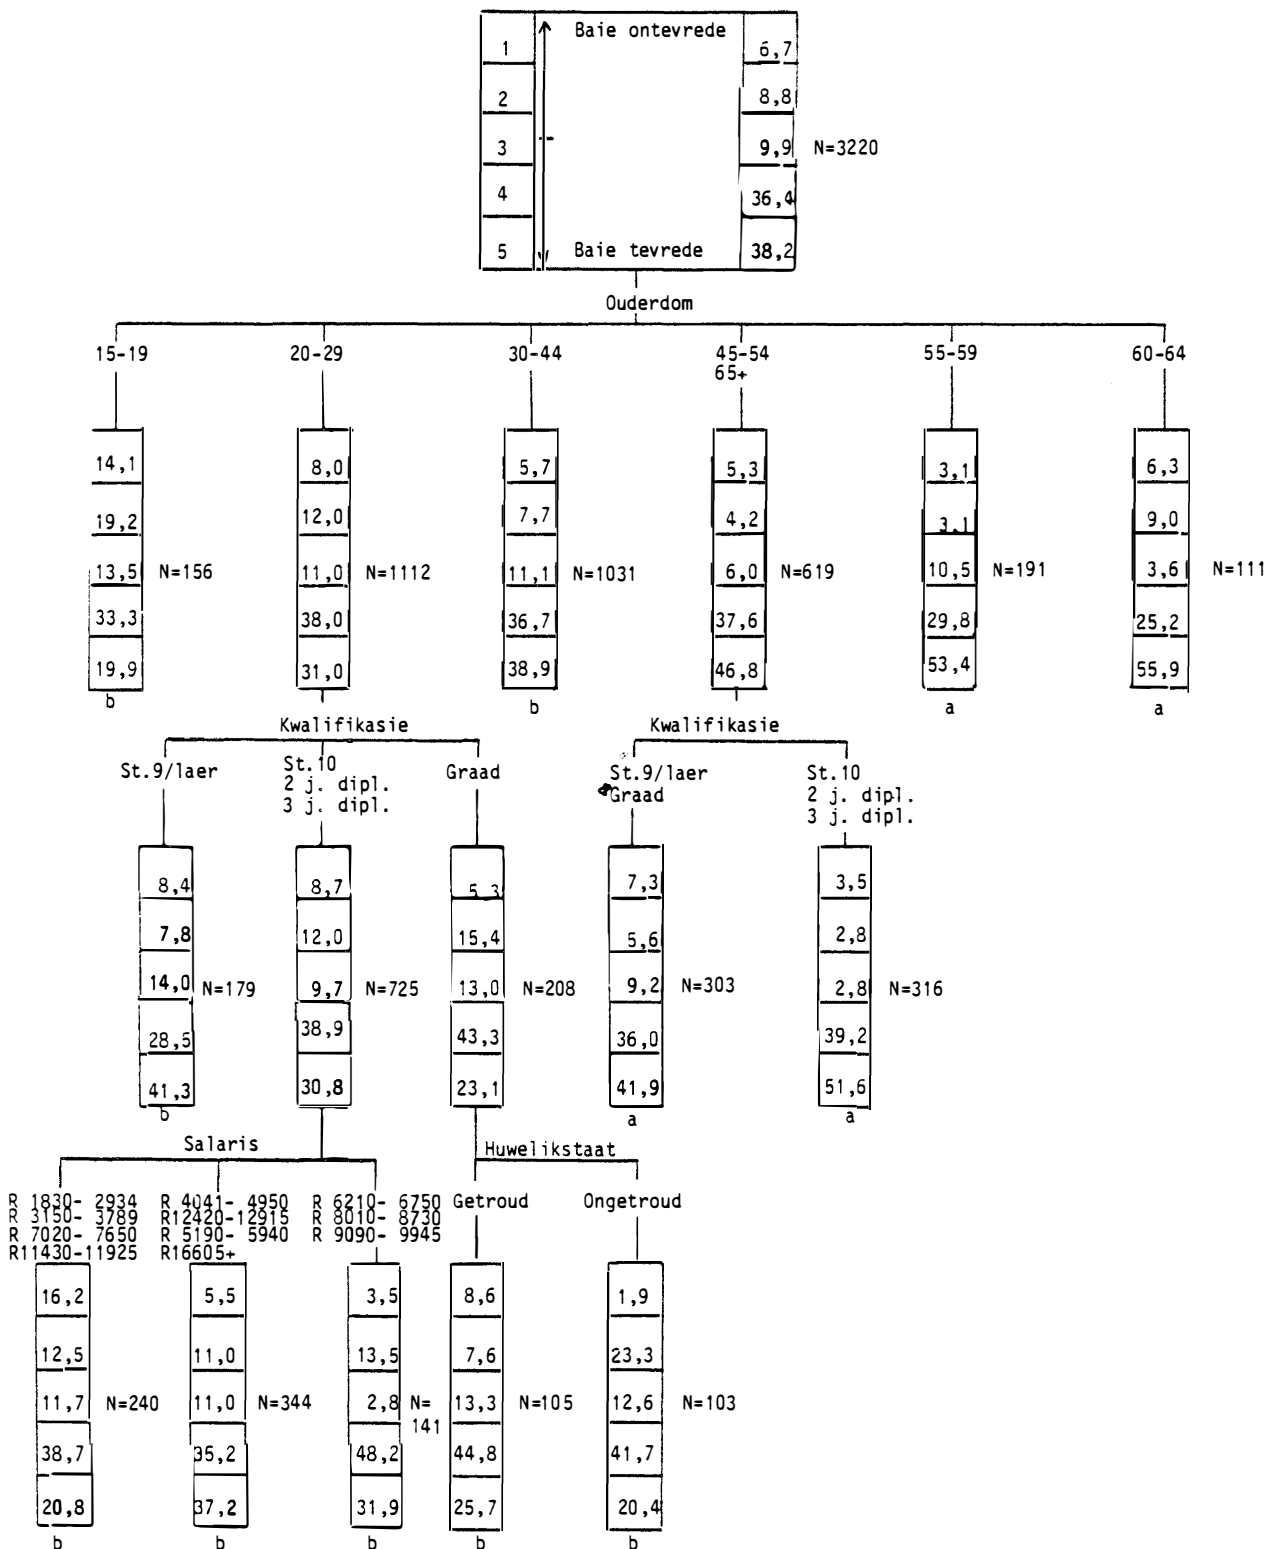 1 Baie ontevrede 6,7
2 8,8
3 9,9 N=3220
4 36,4
5 Baie tevrede 38,2
Ouderdom
15-19 20-29 30-44 45-54 55-59 60-64
65+
14,1 8,0 5,7 5,3 3,1 6,3
19,2 12,0 7,7 4,2 3,1 9,0
13,5 N=156 11,0 N=1112 11,1 N=1031 6,0 N=619 10,5 N=191 3,6 N=111
33,3 38,0 36,7 37,6 29,8 25,2
19,9 31,0 38,9 46,8 53,4 55,9
b b a a
Kwalifikasie Kwalifikasie
St.9/laer St.10 Graad St.9/laer St.10
2 j. dipl. Graad 2 j. dipl.
3 j. dipl. 3 j. dipl.
8,4 8,7 5,3 7,3 3,5
7,8 12,0 15,4 5,6 2,8
14,0 N=179 9,7 N=725 13,0 N=208 9,2 N=303 2,8 N=316
28,5 38,9 43,3 36,0 39,2
41,3 30,8 23,1 41,9 51,6
b a a
Salaris Huwelikstaat
R 1830- 2934 R 4041- 4950 R 6210- 6750 Getroud Ongetroud
R 3150- 3789 R12420-12915 R 8010- 8730
R 7020- 7650 R 5190- 5940 R 9090- 9945
R11430-11925 R16605+
16,2 5,5 3,5 8,6 1,9
12,5 11,0 13,5 7,6 23,3
11,7 N=240 11,0 N=344 2,8 N= 13,3 N=105 12,6 N=103
141
38,7 35,2 48,2 44,8 41,7
20,8 37,2 31,9 25,7 20,4
b b b b b